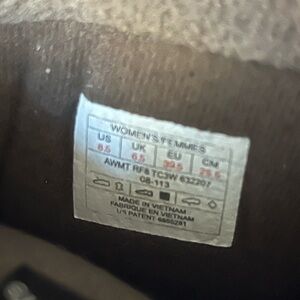 WOMEN'S/FEMMES
US UK EU CM
8.5 6.5 39.5 25.5
AWMT RF8 TC3W 632207
08-113
MADE IN VIETNAM
FABRIQUE EN VIETNAM
US PATENT